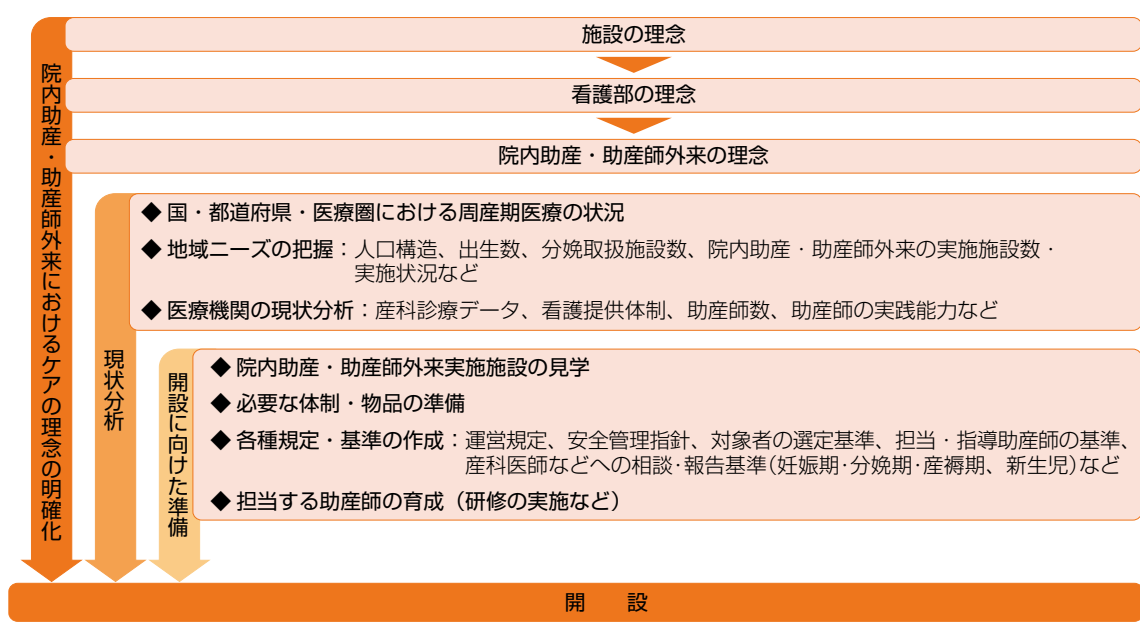 院内助産・助産師外来におけるケアの理念の明確化
施設の理念
看護部の理念
院内助産・助産師外来の理念
現状分析
◆ 国・都道府県・医療圏における周産期医療の状況
◆ 地域ニーズの把握：人口構造、出生数、分娩取扱施設数、院内助産・助産師外来の実施施設数・
実施状況など
◆ 医療機関の現状分析：産科診療データ、看護提供体制、助産師数、助産師の実践能力など
開設に向けた準備
◆ 院内助産・助産師外来実施施設の見学
◆ 必要な体制・物品の準備
◆ 各種規定・基準の作成：運営規定、安全管理指針、対象者の選定基準、担当・指導助産師の基準、
産科医師などへの相談・報告基準（妊娠期・分娩期・産褥期、新生児）など
◆ 担当する助産師の育成（研修の実施など）
開　設